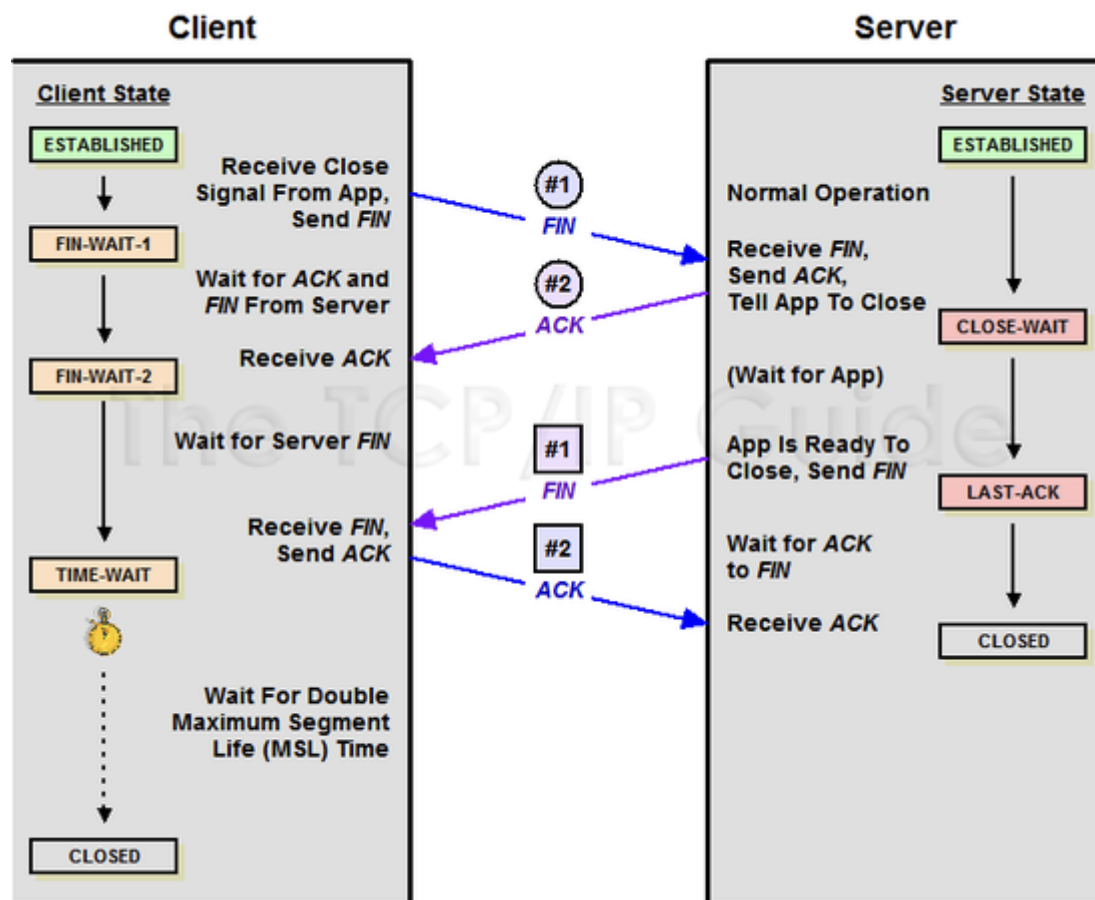 Client
Server
Client State
ESTABLISHED
Receive Close
Signal From App,
Send FIN
FIN-WAIT-1
Wait for ACK and
FIN From Server
Receive ACK
FIN-WAIT-2
Wait for Server FIN
Receive FIN,
Send ACK
TIME-WAIT
Wait For Double
Maximum Segment
Life (MSL) Time
CLOSED
#1
FIN
#2
ACK
#1
FIN
#2
ACK
Server State
ESTABLISHED
Normal Operation
Receive FIN,
Send ACK,
Tell App To Close
CLOSE-WAIT
(Wait for App)
App Is Ready To
Close, Send FIN
LAST-ACK
Wait for ACK
to FIN
Receive ACK
CLOSED
The TCP/IP Guide